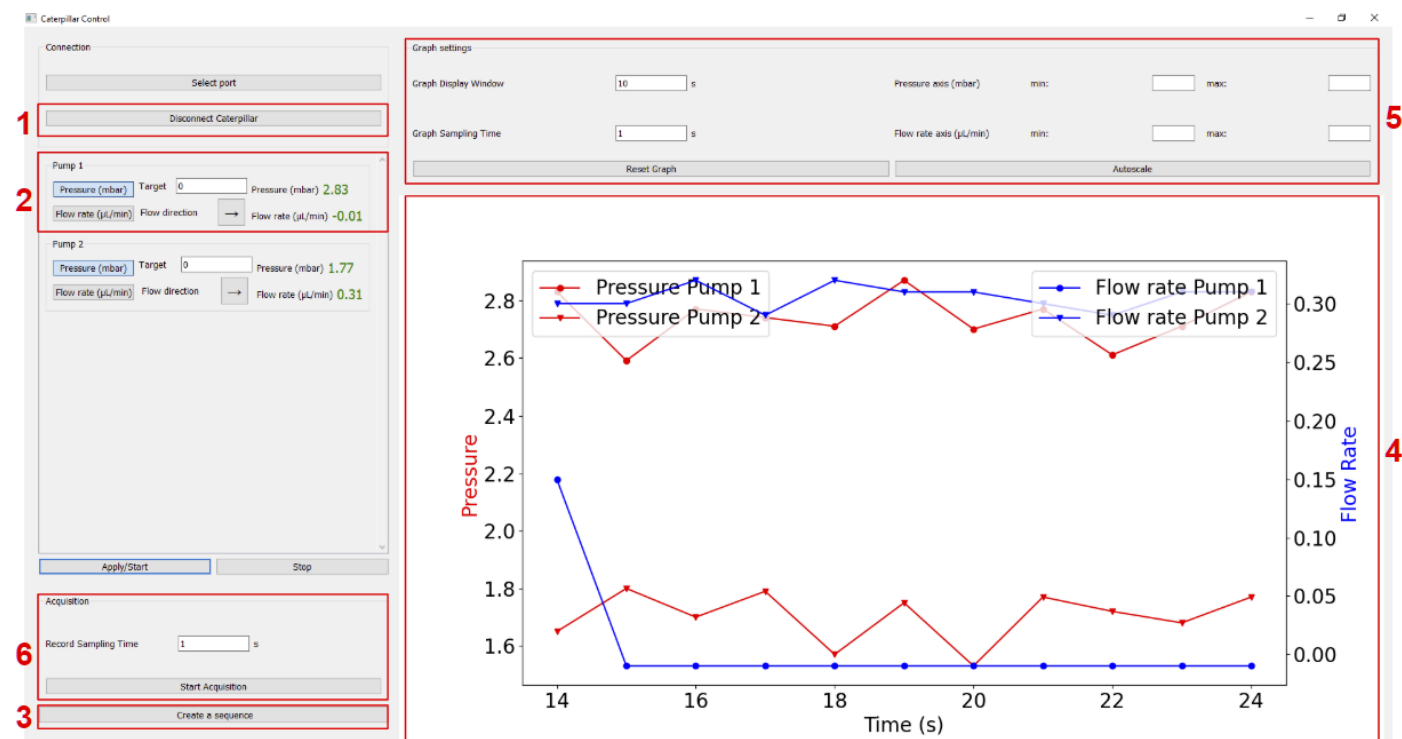 Caterpillar Control
Connection
Select port
1
Disconnect Caterpillar
2
Pump 1
Pressure (mbar) Target 0 Pressure (mbar) 2.83
Flow rate (µL/min) Flow direction → Flow rate (µL/min) -0.01
Pump 2
Pressure (mbar) Target 0 Pressure (mbar) 1.77
Flow rate (µL/min) Flow direction → Flow rate (µL/min) 0.31
Apply/Start Stop
6
Acquisition
Record Sampling Time 1 s
Start Acquisition
3
Create a sequence
Graph settings
Graph Display Window 10 s Pressure axis (mbar) min: max:
5
Graph Sampling Time 1 s Flow rate axis (µL/min) min: max:
Reset Graph Autoscale
4
Pressure Pump 1
Pressure Pump 2
Flow rate Pump 1
Flow rate Pump 2
2.8
2.6
2.4
2.2
2.0
1.8
1.6
Pressure
0.30
0.25
0.20
0.15
0.10
0.05
0.00
Flow Rate
14 16 18 20 22 24
Time (s)